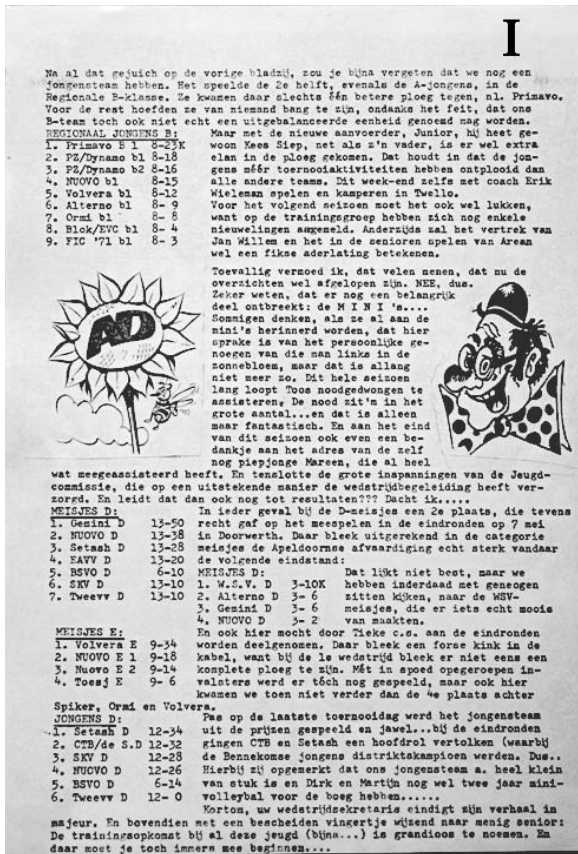 I
Na al dat gejuich op de vorige bladzij, zou je bijna vergeten dat we nog een
jongensteam hebben. Het speelde de 2e helft, evenals de A-jongens, in de
Regionale B-klasse. Ze kwamen daar slechts één betere ploeg tegen, nl. Primavo.
Voor de rest hoefden ze van niemand bang te zijn, ondanks het feit, dat ons
B-team toch ook niet echt een uitgebalanceerde eenheid genoemd mag worden.
REGIONAAL JONGENS B:
1. Primavo B 1 8-23K
2. PZ/Dynamo b1 8-18
3. PZ/Dynamo b2 8-16
4. NUOVO b1 8-15
5. Volvera b1 8-12
6. Alterno b1 8- 9
7. Ormi b1 8- 8
8. Blok/EVC b1 8- 4
9. FIC '71 b1 8- 3
Maar met de nieuwe aanvoerder, Junior, hij heet ge-
woon Kees Siep, net als z'n vader, is er wel extra
elan in de ploeg gekomen. Dat houdt in dat de jon-
gens méér toernooiaktiviteiten hebben ontplooid dan
alle andere teams. Dit week-end zelfs met coach Erik
Wieleman spelen en kamperen in Twello.
Voor het volgend seizoen moet het ook wel lukken,
want op de trainingsgroep hebben zich nog enkele
nieuwelingen aangemeld. Anderzijds zal het vertrek van
Jan Willem en het in de senioren spelen van Arean
wel een fikse aderlating betekenen.
Toevallig vermoed ik, dat velen menen, dat nu de
overzichten wel afgelopen zijn. NEE, dus.
Zeker weten, dat er nog een belangrijk
deel ontbreekt: de M I N I 's....
Sommigen denken, als ze al aan de
mini's herinnerd worden, dat hier
sprake is van het persoonlijke ge-
noegen van die man links in de
zonnebloem, maar dat is allang
niet meer zo. Dit hele seizoen
lang loopt Toos noodgedwongen te
assisteren. De nood zit'm in het
grote aantal...en dat is alleen
maar fantastisch. En aan het eind
van dit seizoen ook even een be-
dankje aan het adres van de zelf
nog piepjonge Mareen, die al heel
wat meegeassisteerd heeft. En tenslotte de grote inspanningen van de Jeugd-
commissie, die op een uitstekende manier de wedstrijdbegeleiding heeft ver-
zorgd. En leidt dat dan ook nog tot resultaten??? Dacht ik.....
AD
MEISJES D:
1. Gemini D 13-50
2. NUOVO D 13-38
3. Setash D 13-28
4. EAVV D 13-20
5. BSVO D 6-10
6. SKV D 13-10
7. Tweevv D 13-10
In ieder geval bij de D-meisjes een 2e plaats, die tevens
recht gaf op het meespelen in de eindronden op 7 mei
in Doorwerth. Daar bleek uitgerekend in de categorie
meisjes de Apeldoornse afvaardiging echt sterk vandaar
de volgende eindstand:
MEISJES D:
1. W.S.V. D 3-10K
2. Alterno D 3- 6
3. Gemini D 3- 6
4. NUOVO D 3- 2
Dat lijkt niet best, maar we
hebben inderdaad met geneogen
zitten kijken, naar de WSV-
meisjes, die er iets echt moois
van maakten.
MEISJES E:
1. Volvera E 9-34
2. NUOVO E 1 9-18
3. Nuovo E 2 9-14
4. Toesj E 9- 6
En ook hier mocht door Tieke c.s. aan de eindronden
worden deelgenomen. Daar bleek een forse kink in de
kabel, want bij de 1e wedstrijd bleek er niet eens een
komplete ploeg te zijn. Mét in spoed opgeroepen in-
valsters werd er tóch nog gespeeld, maar ook hier
kwamen we toen niet verder dan de 4e plaats achter
Spiker, Ormi en Volvera.
JONGENS D:
1. Setash D 12-34
2. CTB/de S.D 12-32
3. SKV D 12-28
4. NUOVO D 12-26
5. BSVO D 6-14
6. Tweevv D 12- 0
Pas op de laatste toernooidag werd het jongensteam
uit de prijzen gespeeld en jawel...bij de eindronden
gingen CTB en Setash een hoofdrol vertolken (waarbij
de Bennekomse jongens distriktskampioen werden. Dus..
Hierbij zij opgemerkt dat ons jongensteam a. heel klein
van stuk is en Dirk en Martijn nog wel twee jaar mini-
volleybal voor de boeg hebben......
Kortom, uw wedstrijdsekretaris eindigt zijn verhaal in
majeur. En bovendien met een bescheiden vingertje wijzend naar menig senior:
De trainingsopkomst bij al deze jeugd (bijna...) is grandioos te noemen. En
daar moet je toch immers mee beginnen....